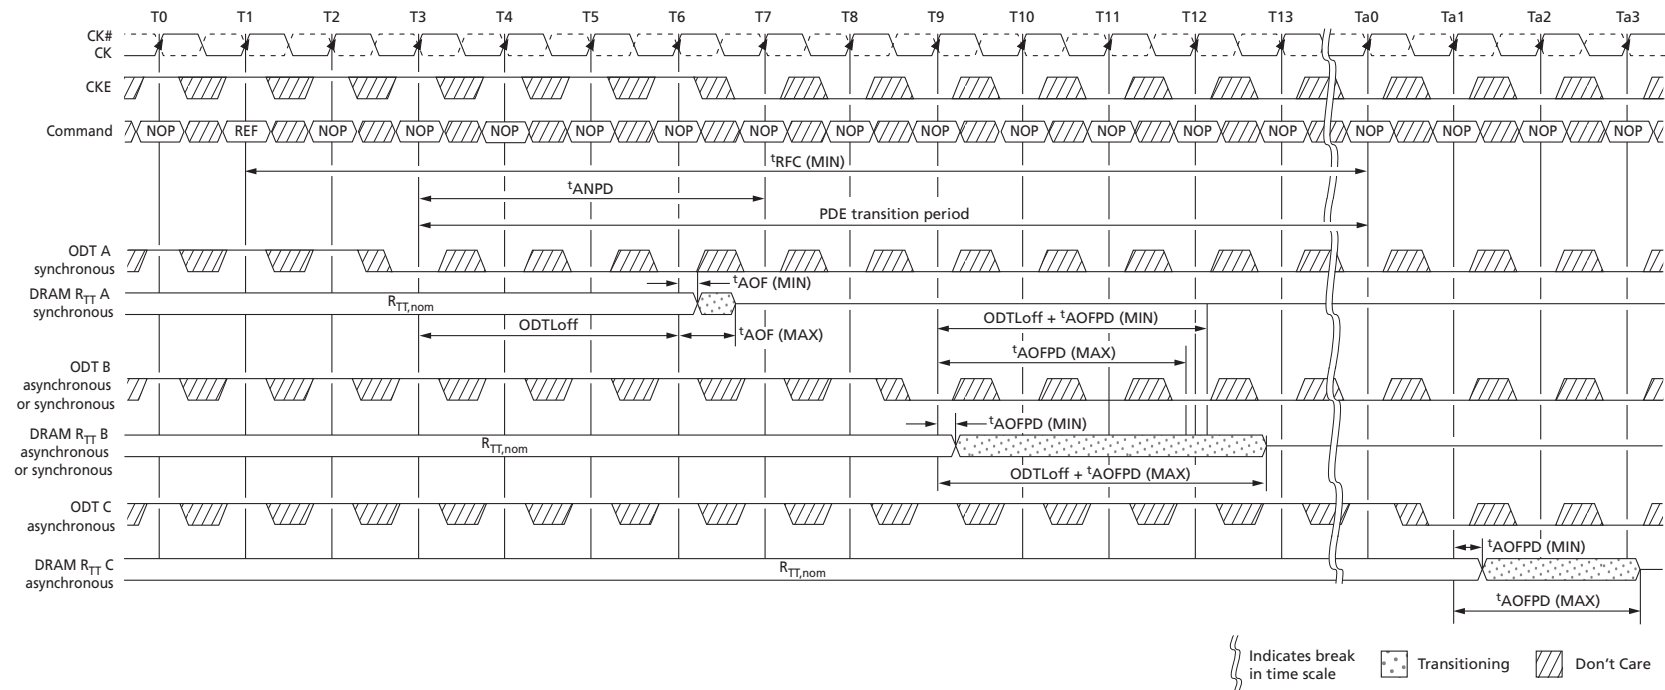 T0 T1 T2 T3 T4 T5 T6 T7 T8 T9 T10 T11 T12 T13 Ta0 Ta1 Ta2 Ta3
CK#
CK
CKE
Command NOP REF NOP NOP NOP NOP NOP NOP NOP NOP NOP NOP NOP NOP NOP NOP NOP NOP
tRFC (MIN)
tANPD
PDE transition period
ODT A
synchronous
tAOF (MIN)
DRAM RTT A
synchronous
RTT,nom
ODTLoff
tAOF (MAX)
ODTLoff + tAOFPD (MIN)
tAOFPD (MAX)
ODT B
asynchronous
or synchronous
tAOFPD (MIN)
DRAM RTT B
asynchronous
or synchronous
RTT,nom
ODTLoff + tAOFPD (MAX)
ODT C
asynchronous
tAOFPD (MIN)
DRAM RTT C
asynchronous
RTT,nom
tAOFPD (MAX)
Indicates break
in time scale
Transitioning
Don't Care